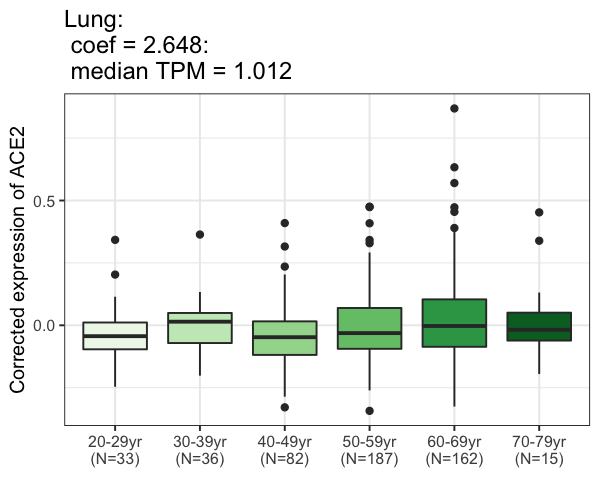 Lung:
coef = 2.648:
median TPM = 1.012
Corrected expression of ACE2
0.5
0.0
20-29yr 30-39yr 40-49yr 50-59yr 60-69yr 70-79yr
(N=33) (N=36) (N=82) (N=187) (N=162) (N=15)